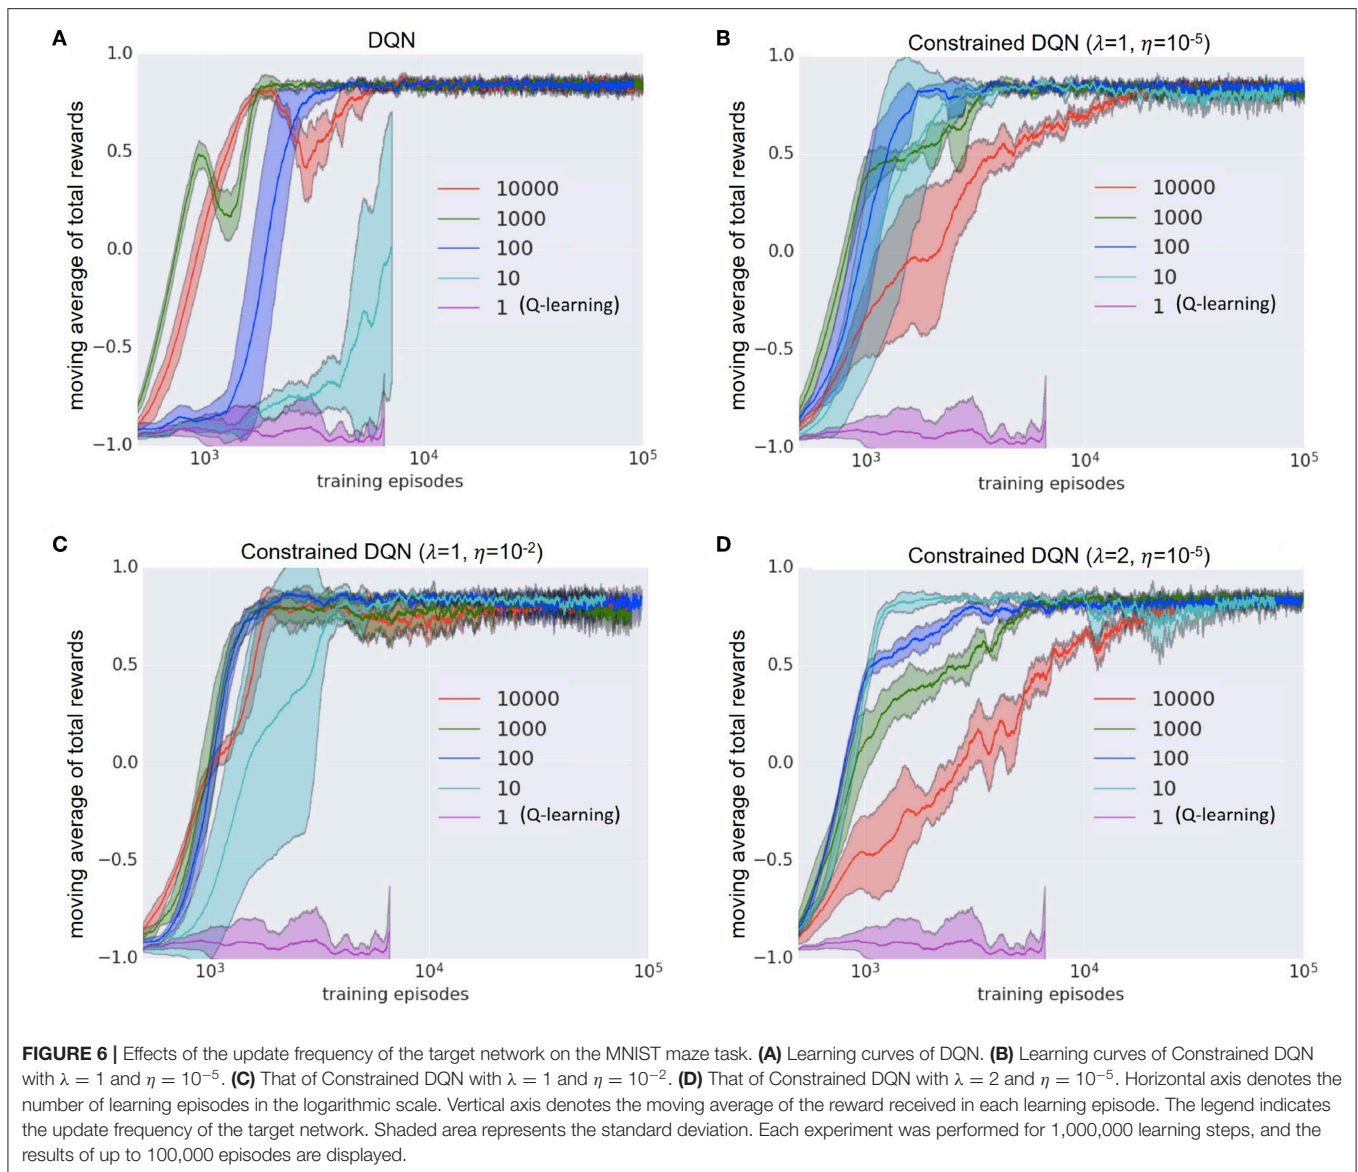 A
DQN
1.0
0.5
0.0
−0.5
−1.0
moving average of total rewards
10000
1000
100
10
1 (Q-learning)
10³
10⁴
10⁵
training episodes
B
Constrained DQN (λ=1, η=10⁻⁵)
1.0
0.5
0.0
−0.5
−1.0
moving average of total rewards
10000
1000
100
10
1 (Q-learning)
10³
10⁴
10⁵
training episodes
C
Constrained DQN (λ=1, η=10⁻²)
1.0
0.5
0.0
−0.5
−1.0
moving average of total rewards
10000
1000
100
10
1 (Q-learning)
10³
10⁴
10⁵
training episodes
D
Constrained DQN (λ=2, η=10⁻⁵)
1.0
0.5
0.0
−0.5
−1.0
moving average of total rewards
10000
1000
100
10
1 (Q-learning)
10³
10⁴
10⁵
training episodes
FIGURE 6 | Effects of the update frequency of the target network on the MNIST maze task. (A) Learning curves of DQN. (B) Learning curves of Constrained DQN
with λ = 1 and η = 10⁻⁵. (C) That of Constrained DQN with λ = 1 and η = 10⁻². (D) That of Constrained DQN with λ = 2 and η = 10⁻⁵. Horizontal axis denotes the
number of learning episodes in the logarithmic scale. Vertical axis denotes the moving average of the reward received in each learning episode. The legend indicates
the update frequency of the target network. Shaded area represents the standard deviation. Each experiment was performed for 1,000,000 learning steps, and the
results of up to 100,000 episodes are displayed.